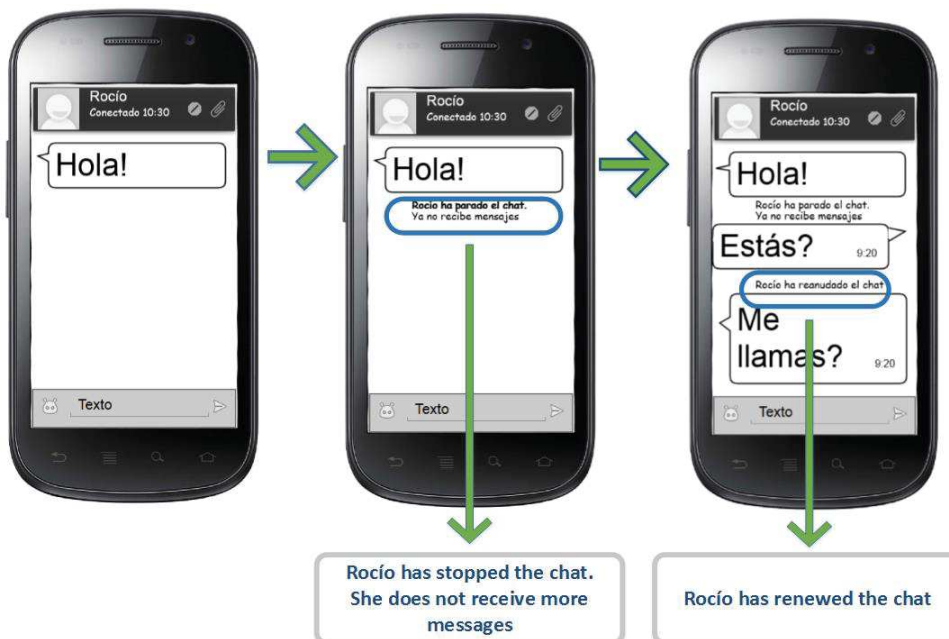 Rocío
Conectado 10:30
Hola!
Texto
Rocío
Conectado 10:30
Hola!
Rocío ha parado el chat.
Ya no recibe mensajes
Texto
Rocío
Conectado 10:30
Hola!
Rocío ha parado el chat.
Ya no recibe mensajes
Estás?
9:20
Rocío ha reanudado el chat
Me
llamas?
9:20
Texto
Rocío has stopped the chat.
She does not receive more
messages
Rocío has renewed the chat